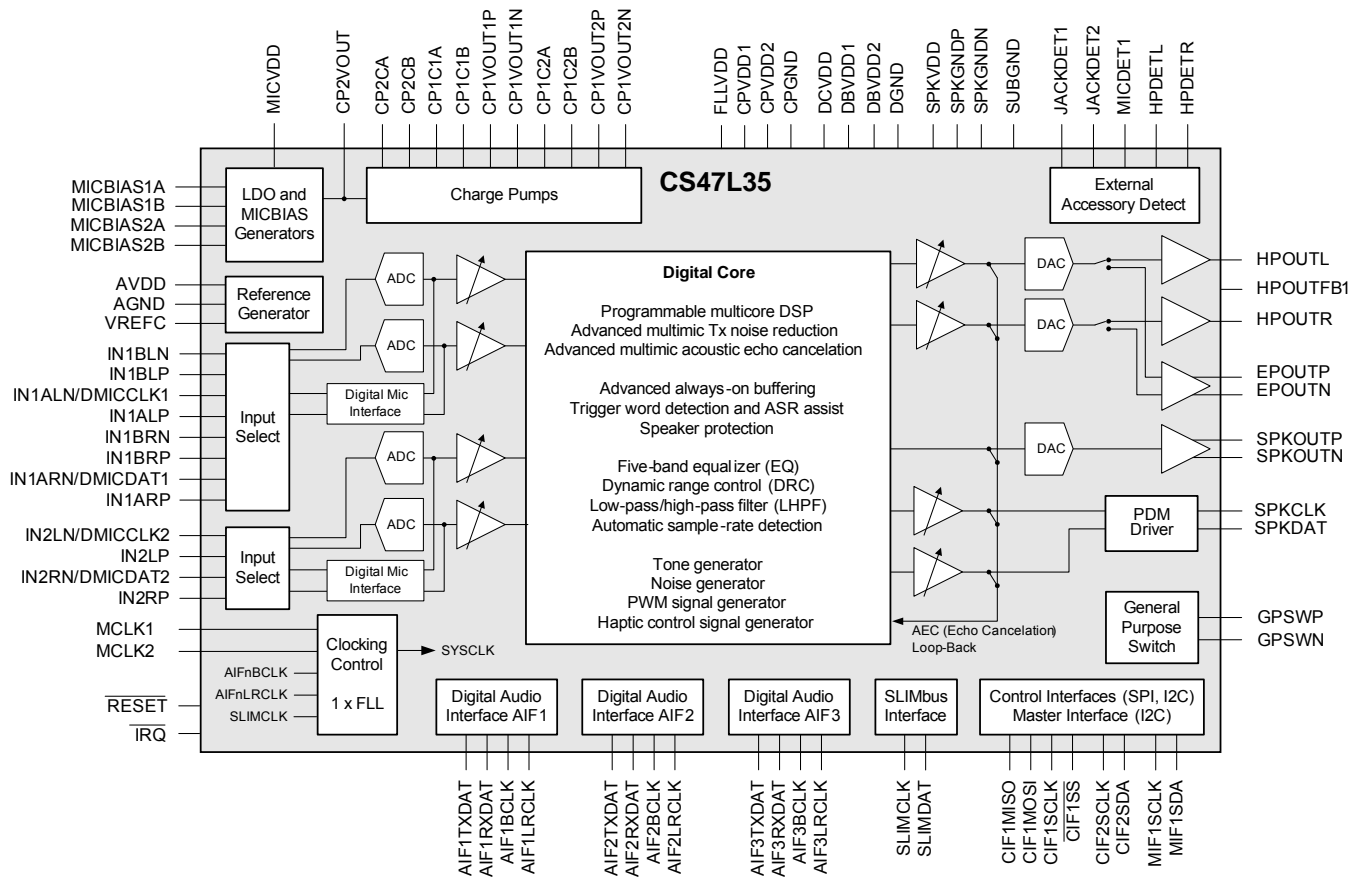 MICVDD
CP2VOUT
CP2CA
CP2CB
CP1C1A
CP1C1B
CP1VOUT1P
CP1VOUT1N
CP1C2A
CP1C2B
CP1VOUT2P
CP1VOUT2N
FLLVDD
CPVDD1
CPVDD2
CPGND
DCVDD
DBVDD1
DBVDD2
DGND
SPKVDD
SPKGNDP
SPKGNDN
SUBGND
JACKDET1
JACKDET2
MICDET1
HPDETL
HPDETR
CS47L35
MICBIAS1A
MICBIAS1B
MICBIAS2A
MICBIAS2B
LDO and
MICBIAS
Generators
Charge Pumps
External
Accessory Detect
AVDD
AGND
VREFC
Reference
Generator
IN1BLN
IN1BLP
IN1ALN/DMICCLK1
IN1ALP
IN1BRN
IN1BRP
IN1ARN/DMICDAT1
IN1ARP
Input
Select
ADC
ADC
Digital Mic
Interface
IN2LN/DMICCLK2
IN2LP
IN2RN/DMICDAT2
IN2RP
Input
Select
ADC
ADC
Digital Mic
Interface
Digital Core
Programmable multicore DSP
Advanced multimic Tx noise reduction
Advanced multimic acoustic echo cancelation
Advanced always-on buffering
Trigger word detection and ASR assist
Speaker protection
Five-band equalizer (EQ)
Dynamic range control (DRC)
Low-pass/high-pass filter (LHPF)
Automatic sample-rate detection
Tone generator
Noise generator
PWM signal generator
Haptic control signal generator
DAC
DAC
DAC
HPOUTL
HPOUTFB1
HPOUTR
EPOUTP
EPOUTN
SPKOUTP
SPKOUTN
PDM
Driver
SPKCLK
SPKDAT
General
Purpose
Switch
GPSWP
GPSWN
AEC (Echo Cancelation)
Loop-Back
MCLK1
MCLK2
AIFnBCLK
AIFnLRCLK
SLIMCLK
Clocking
Control
1 x FLL
SYSCLK
RESET
IRQ
Digital Audio
Interface AIF1
Digital Audio
Interface AIF2
Digital Audio
Interface AIF3
SLIMbus
Interface
Control Interfaces (SPI, I2C)
Master Interface (I2C)
AIF1TXDAT
AIF1RXDAT
AIF1BCLK
AIF1LRCLK
AIF2TXDAT
AIF2RXDAT
AIF2BCLK
AIF2LRCLK
AIF3TXDAT
AIF3RXDAT
AIF3BCLK
AIF3LRCLK
SLIMCLK
SLIMDAT
CIF1MISO
CIF1MOSI
CIF1SCLK
CIF1SS
CIF2SCLK
CIF2SDA
MIF1SCLK
MIF1SDA